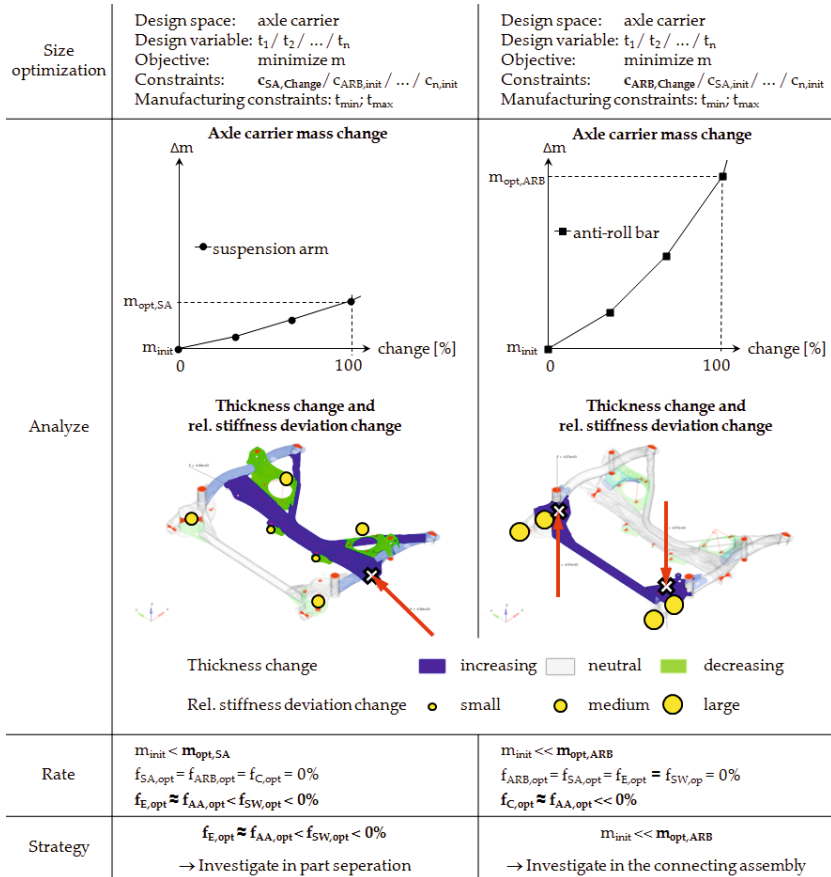 Size optimization
Design space: axle carrier
Design variable: t1/ t2/ .../ tn
Objective: minimize m
Constraints: cSA,Change/ cARB,init/ .../ cn,init
Manufacturing constraints: tmin; tmax
Design space: axle carrier
Design variable: t1/ t2/ .../ tn
Objective: minimize m
Constraints: cARB,Change/ cSA,init/ .../ cn,init
Manufacturing constraints: tmin; tmax
Analyze
Axle carrier mass change
Δm
suspension arm
mopt,SA
minit
0
100
change [%]
Axle carrier mass change
Δm
mopt,ARB
anti-roll bar
minit
0
100
change [%]
Thickness change and
rel. stiffness deviation change
Thickness change and
rel. stiffness deviation change
Thickness change increasing neutral decreasing
Rel. stiffness deviation change small medium large
Rate
minit < mopt,SA
fSA,opt = fARB,opt = fC,opt = 0%
fE,opt ≈ fAA,opt < fSW,opt < 0%
minit << mopt,ARB
fARB,opt = fSA,opt = fE,opt = fSW,op = 0%
fC,opt ≈ fAA,opt << 0%
Strategy
fE,opt ≈ fAA,opt < fSW,opt < 0%
→ Investigate in part seperation
minit << mopt,ARB
→ Investigate in the connecting assembly